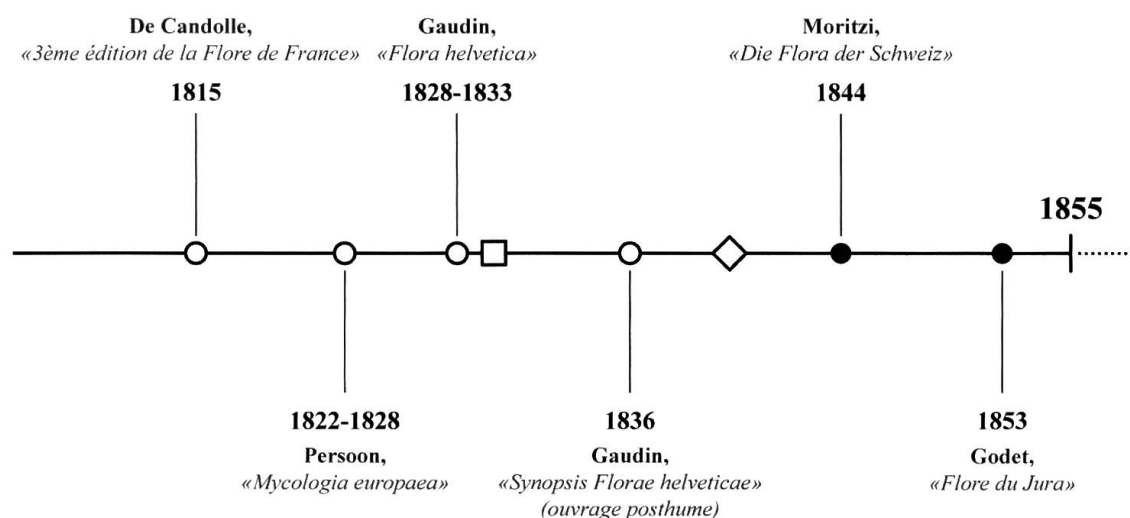 De Candolle,
«3ème édition de la Flore de France»
1815
Gaudin,
«Flora helvetica»
1828-1833
Moritzi,
«Die Flora der Schweiz»
1844
1855
1822-1828
Persoon,
«Mycologia europaea»
1836
Gaudin,
«Synopsis Florae helveticae»
(ouvrage posthume)
1853
Godet,
«Flore du Jura»